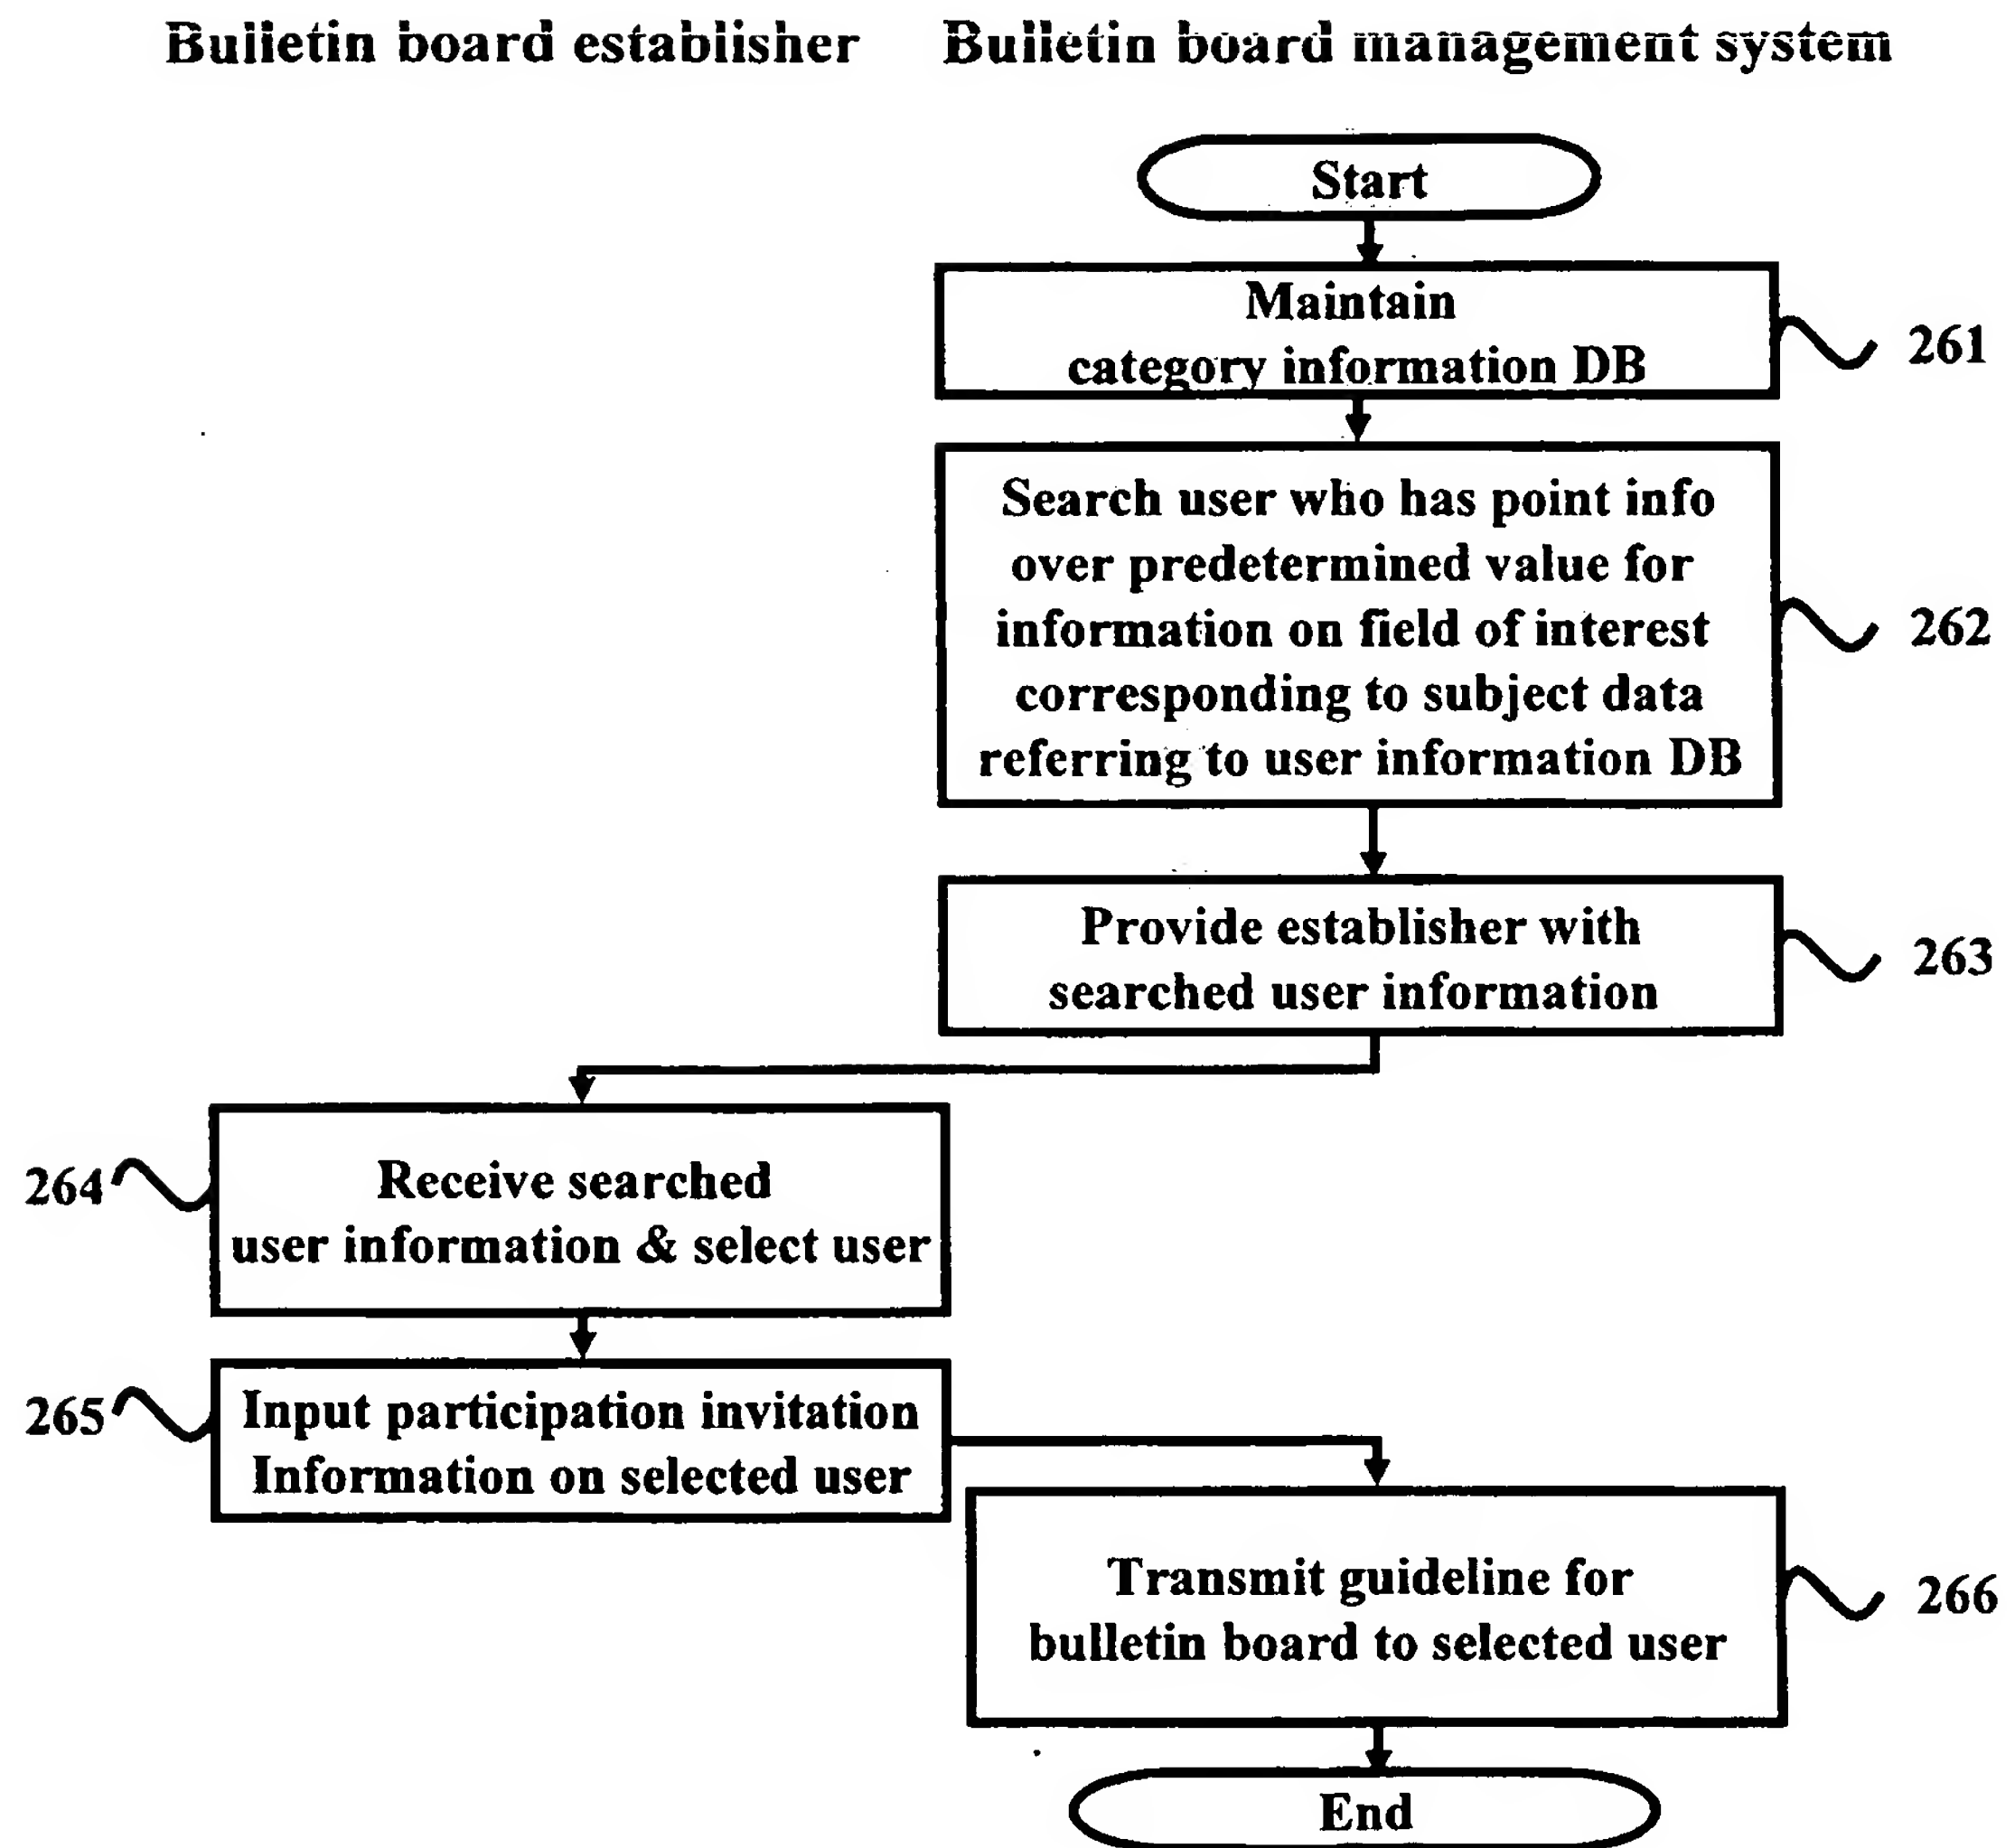 Bulletin board establisher
Bulletin board management system
Start
Maintain
category information DB
261
Search user who has point info
over predetermined value for
information on field of interest
corresponding to subject data
referring to user information DB
262
Provide establisher with
searched user information
263
264
Receive searched
user information & select user
265
Input participation invitation
Information on selected user
Transmit guideline for
bulletin board to selected user
266
End